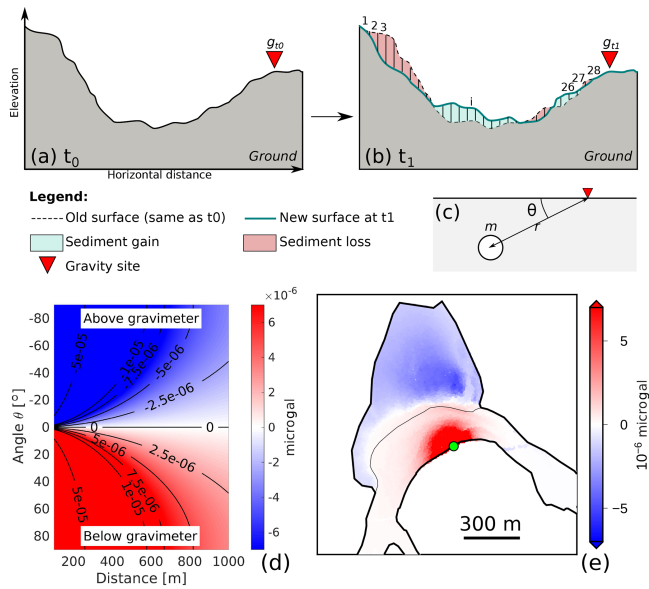 g_t0
Elevation
(a) t_0
Ground
Horizontal distance
1 2 3
i
26 27 28
g_t1
(b) t_1
Ground
Legend:
Old surface (same as t0)
New surface at t1
Sediment gain
Sediment loss
Gravity site
(c)
θ
r
m
×10⁻⁶
Above gravimeter
Below gravimeter
-5e-05
-1e-05
-7.5e-06
-5e-06
-2.5e-06
0
0
5e-06
2.5e-06
7.5e-06
1e-05
5e-05
-80
-60
-40
-20
0
20
40
60
80
Angle θ [°]
200 400 600 800 1000
Distance [m]
6
4
2
0
-2
-4
-6
microgal
(d)
300 m
5
0
−5
10⁻⁶ microgal
(e)